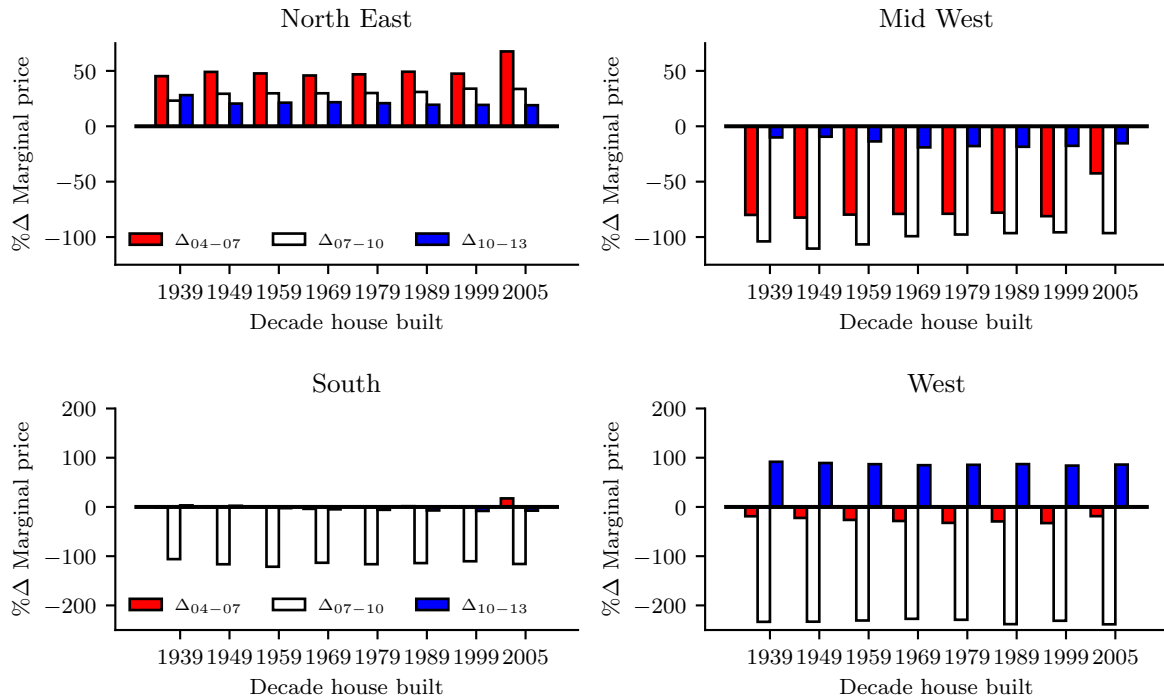 North East
%Δ Marginal price
50
0
−50
−100
Δ04−07 Δ07−10 Δ10−13
1939 1949 1959 1969 1979 1989 1999 2005
Decade house built
Mid West
%Δ Marginal price
50
0
−50
−100
1939 1949 1959 1969 1979 1989 1999 2005
Decade house built
South
%Δ Marginal price
200
100
0
−100
−200
Δ04−07 Δ07−10 Δ10−13
1939 1949 1959 1969 1979 1989 1999 2005
Decade house built
West
%Δ Marginal price
200
100
0
−100
−200
1939 1949 1959 1969 1979 1989 1999 2005
Decade house built